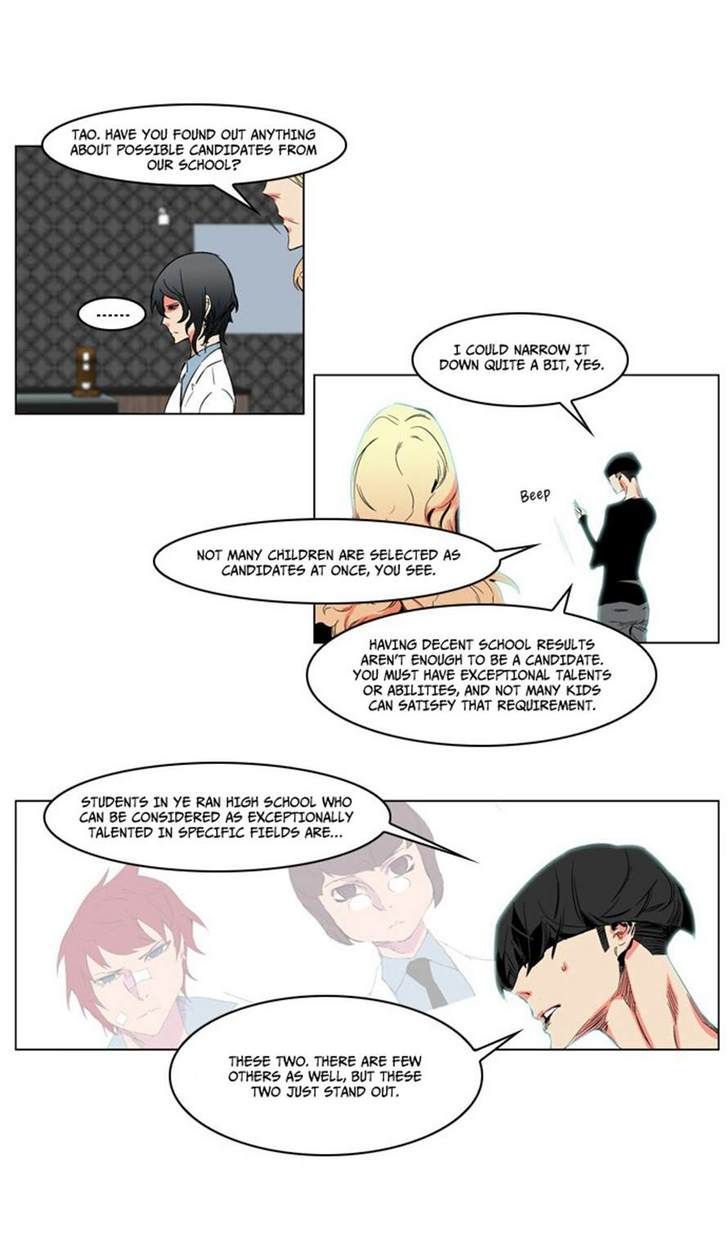 TAO. HAVE YOU FOUND OUT ANYTHING
ABOUT POSSIBLE CANDIDATES FROM
OUR SCHOOL?
------
I COULD NARROW IT
DOWN QUITE A BIT, YES.
BEEP
NOT MANY CHILDREN ARE SELECTED AS
CANDIDATES AT ONCE, YOU SEE.
HAVING DECENT SCHOOL RESULTS
AREN'T ENOUGH TO BE A CANDIDATE.
YOU MUST HAVE EXCEPTIONAL TALENTS
OR ABILITIES, AND NOT MANY KIDS
CAN SATISFY THAT REQUIREMENT.
STUDENTS IN YE RAN HIGH SCHOOL WHO
CAN BE CONSIDERED AS EXCEPTIONALLY
TALENTED IN SPECIFIC FIELDS ARE...
THESE TWO. THERE ARE FEW
OTHERS AS WELL, BUT THESE
TWO JUST STAND OUT.